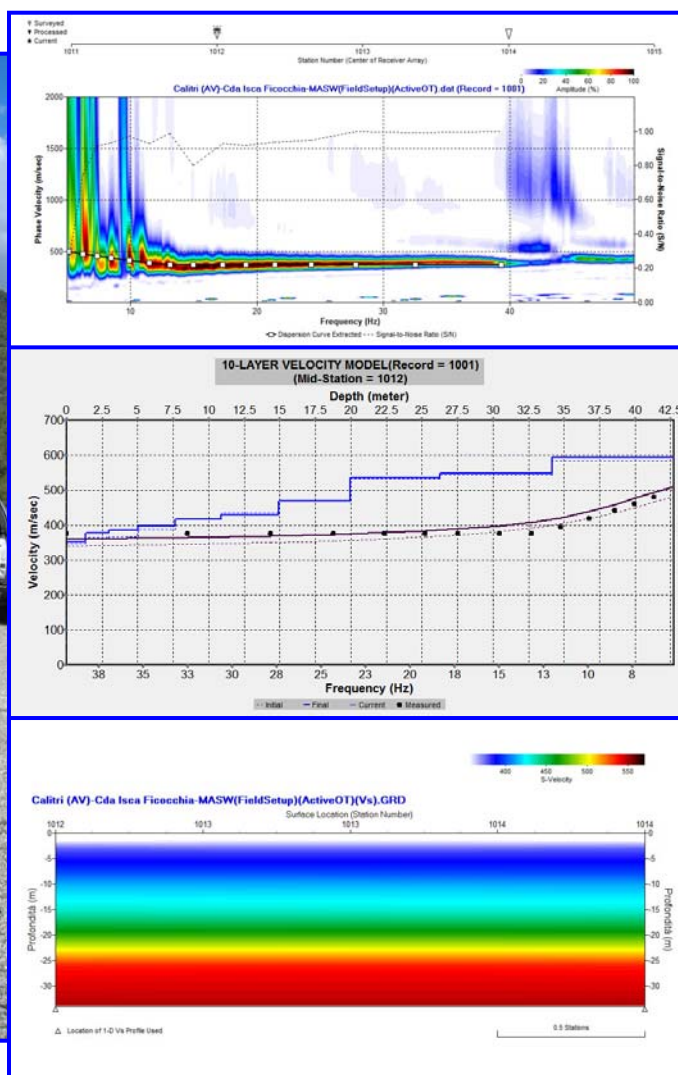 Surveyed
Processed
Current
1011 1012 1013 1014 1015
Station Number (Center of Receiver Array)
0 20 40 60 80 100
Amplitude (%)
Calitri (AV)-Cda Isca Ficocchia-MASW(FieldSetup)(ActiveOT).dat (Record = 1001)
Phase Velocity (m/sec)
2000
1500
1000
500
Signal-to-Noise Ratio (S/N)
1.00
0.80
0.60
0.40
0.20
0.00
10 20 30 40
Frequency (Hz)
Dispersion Curve Extracted Signal-to-Noise Ratio (S/N)
10-LAYER VELOCITY MODEL(Record = 1001)
(Mid-Station = 1012)
Depth (meter)
0 2.5 5 7.5 10 12.5 15 17.5 20 22.5 25 27.5 30 32.5 35 37.5 40 42.5
Velocity (m/sec)
700
600
500
400
300
200
100
0
38 35 33 30 28 25 23 20 18 15 13 10 8
Frequency (Hz)
Initial Final Current Measured
400 450 500 550
S-Velocity
Calitri (AV)-Cda Isca Ficocchia-MASW(FieldSetup)(ActiveOT)(Vs).GRD
Surface Location (Station Number)
1012 1013 1013 1014 1014
Profondità (m)
0
-5
-10
-15
-20
-25
-30
0
-5
-10
-15
-20
-25
-30
Profondità (m)
Location of 1-D Vs Profile Used
0.5 Stations